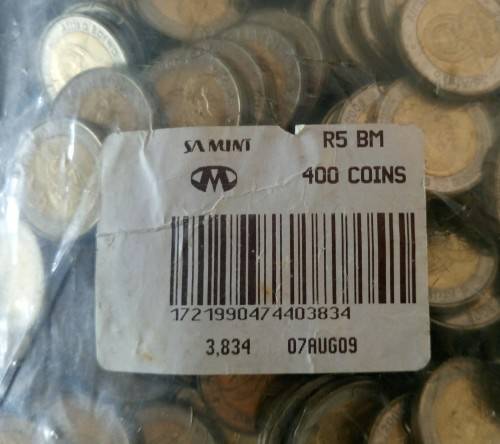 SA MINT R5 BM
400 COINS
1721990474403834
3,834 07AUG09